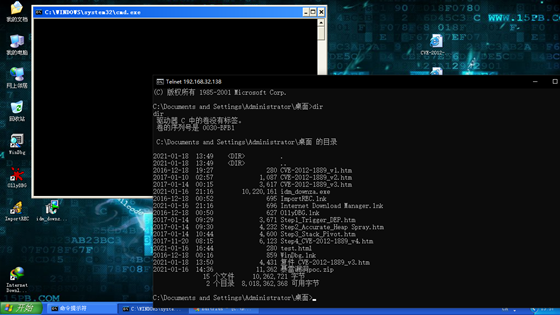 C:\WINDOWS\system32\cmd.exe
WWW.15PB.COM
我的文档
我的电脑
网上邻居
回收站
WinDbg
OllyDBG
ImportREC
idm_downza
Internet
Downl...
CVE-2012-
Telnet 192.168.32.138
(C) 版权所有 1985-2001 Microsoft Corp.
C:\Documents and Settings\Administrator\桌面>dir
dir
驱动器 C 中的卷没有标签。
卷的序列号是 0030-BFB1
C:\Documents and Settings\Administrator\桌面 的目录
2021-01-18 13:49 <DIR> .
2021-01-18 13:49 <DIR> ..
2016-12-18 19:27 280 CVE-2012-1889_v1.htm
2017-01-10 02:57 1,087 CVE-2012-1889_v2.htm
2017-01-14 00:15 3,617 CVE-2012-1889_v3.htm
2021-01-16 21:16 10,220,161 idm_downza.exe
2016-12-18 00:52 695 ImportREC.lnk
2021-01-16 21:16 696 Internet Download Manager.lnk
2016-12-18 00:50 627 OllyDBG.lnk
2017-01-14 09:29 3,671 Step1_Trigger_DEP.htm
2017-01-14 09:30 4,232 Step2_Accurate_Heap_Spray.htm
2017-01-14 10:44 4,600 Step3_Stack_Pivot.htm
2017-11-20 08:15 6,123 Step4_CVE-2012-1889_v4.htm
2021-01-16 16:44 280 test.html
2016-12-18 00:16 859 WinDbg.lnk
2021-01-18 13:50 4,431 复件 CVE-2012-1889_v3.htm
2021-01-16 14:36 11,362 暴雷漏洞poc.zip
15 个文件 10,262,721 字节
2 个目录 8,018,362,368 可用字节
C:\Documents and Settings\Administrator\桌面>
开始
命令提示符
C:\WINDOWS\syste